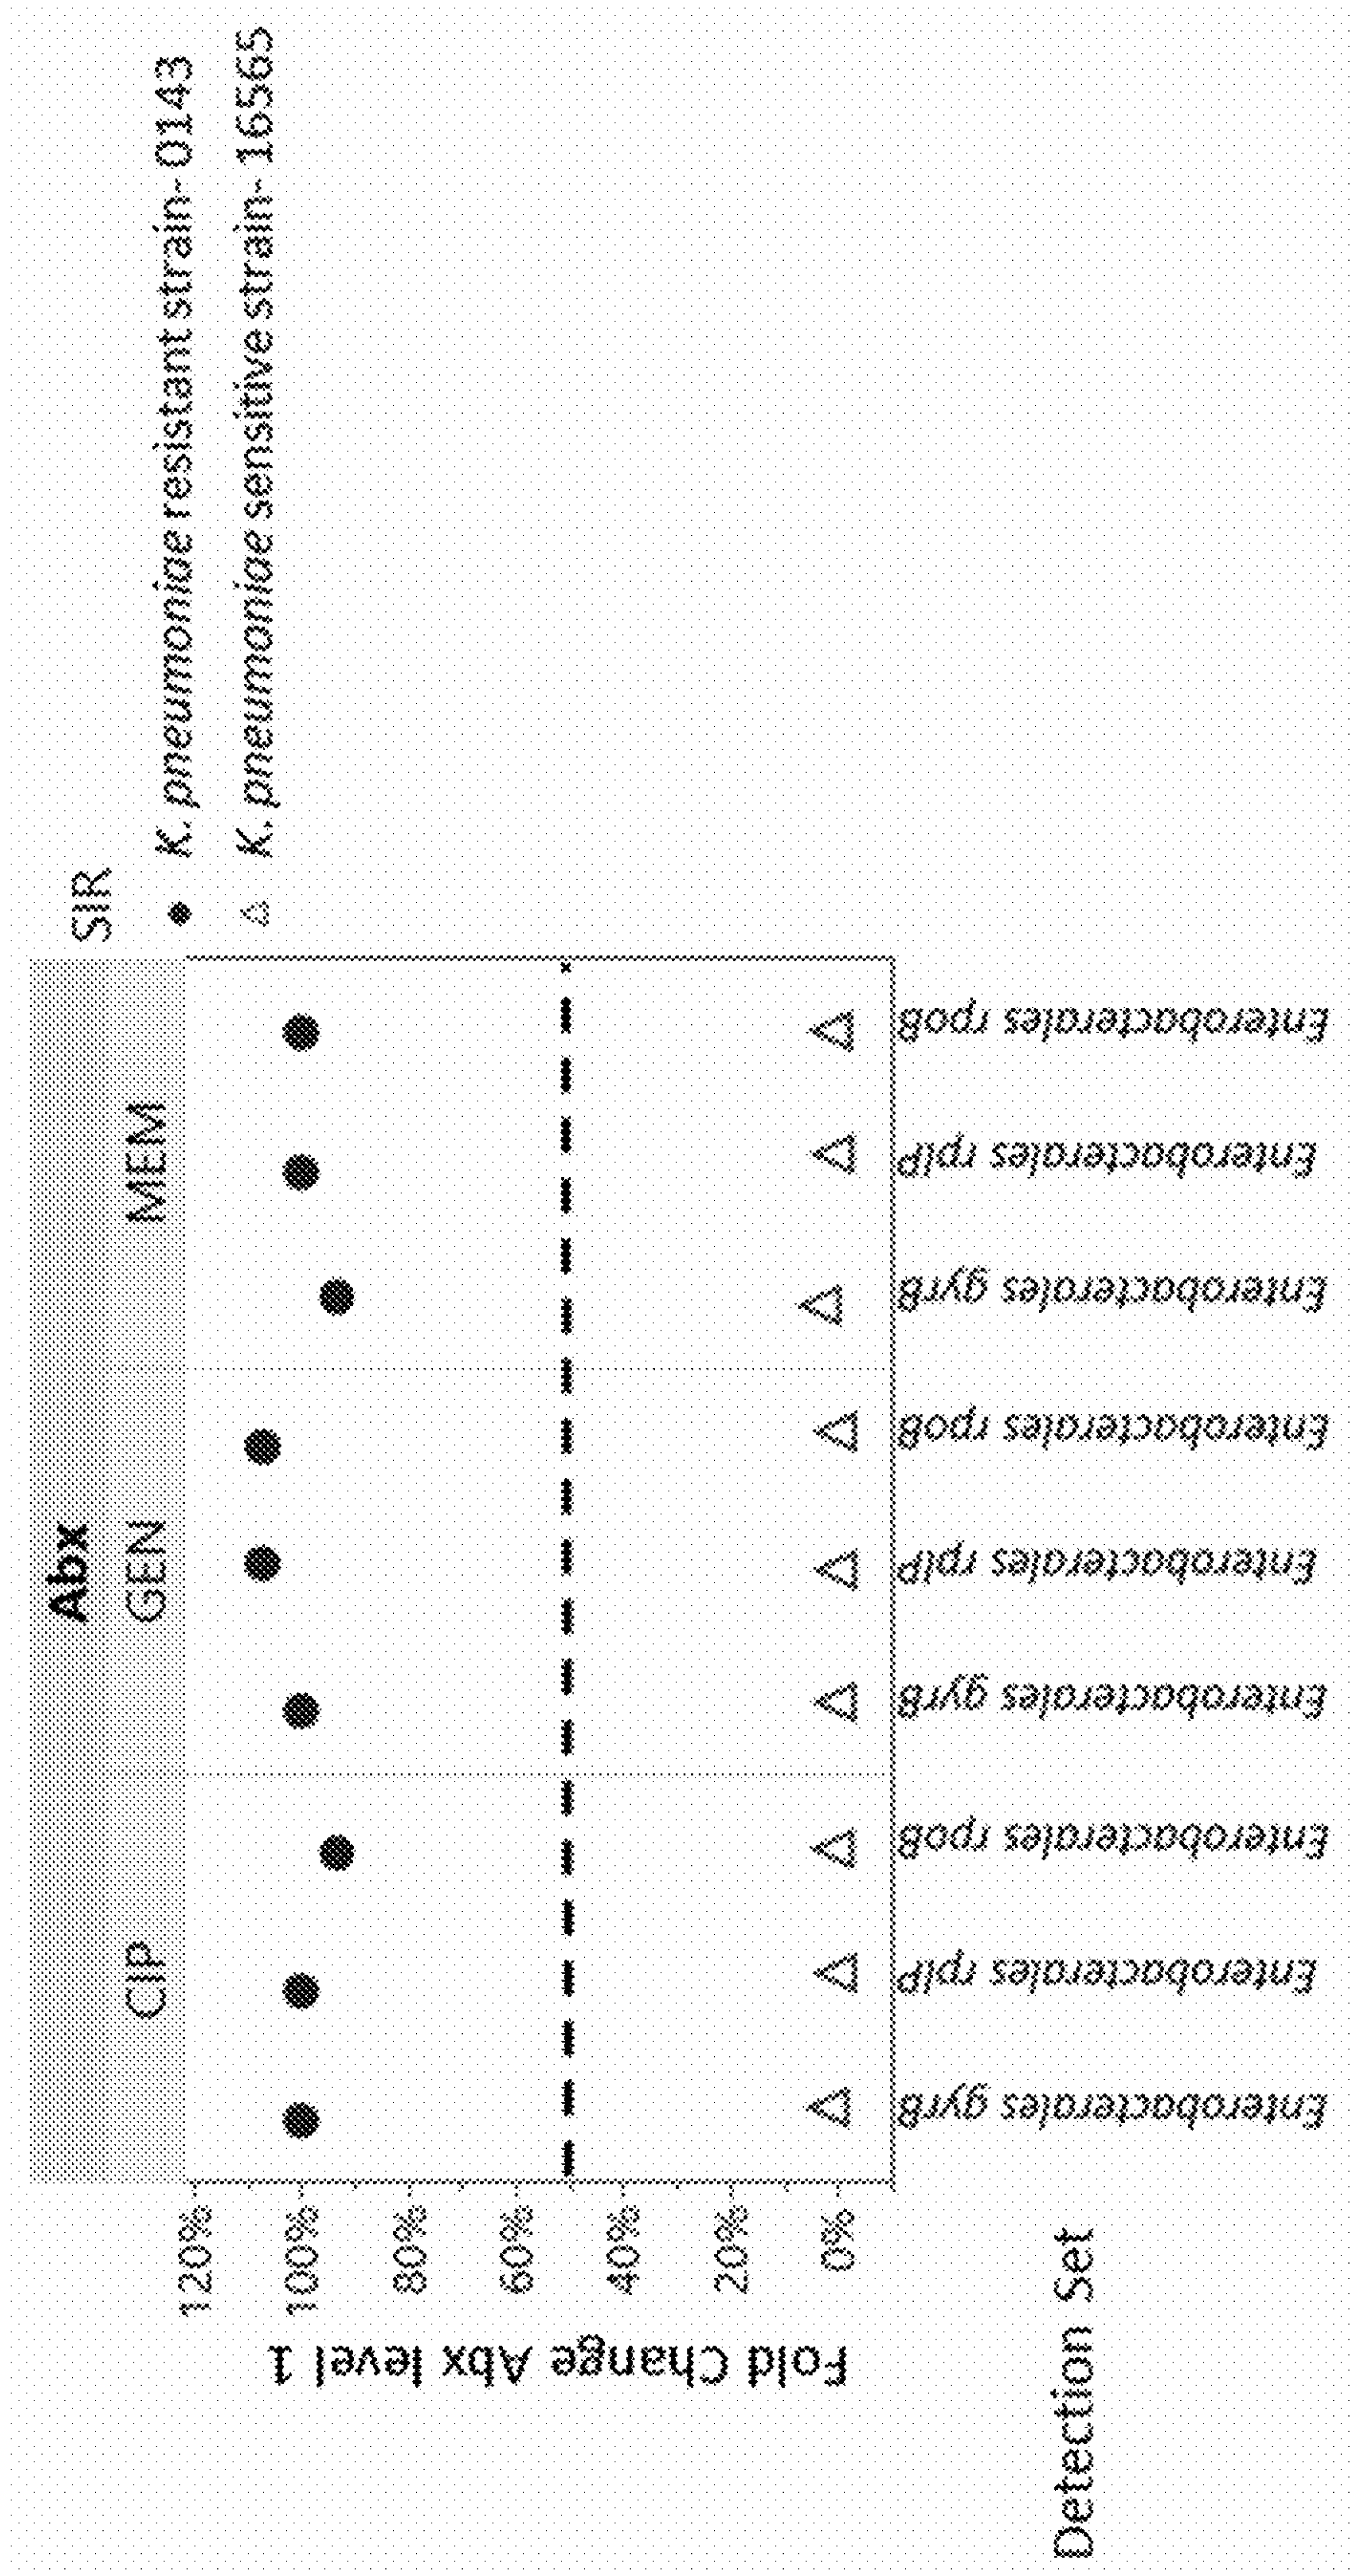 Abx
CIP GEN MEM
SIR
K. pneumoniae resistant strain- 0143
K. pneumoniae sensitive strain- 16565
Fold Change Abx level 1
120%
100%
80%
60%
40%
20%
0%
Enterobacterales gyrB
Enterobacterales rplP
Enterobacterales rpoB
Enterobacterales gyrB
Enterobacterales rplP
Enterobacterales rpoB
Enterobacterales gyrB
Enterobacterales rplP
Enterobacterales rpoB
Detection Set